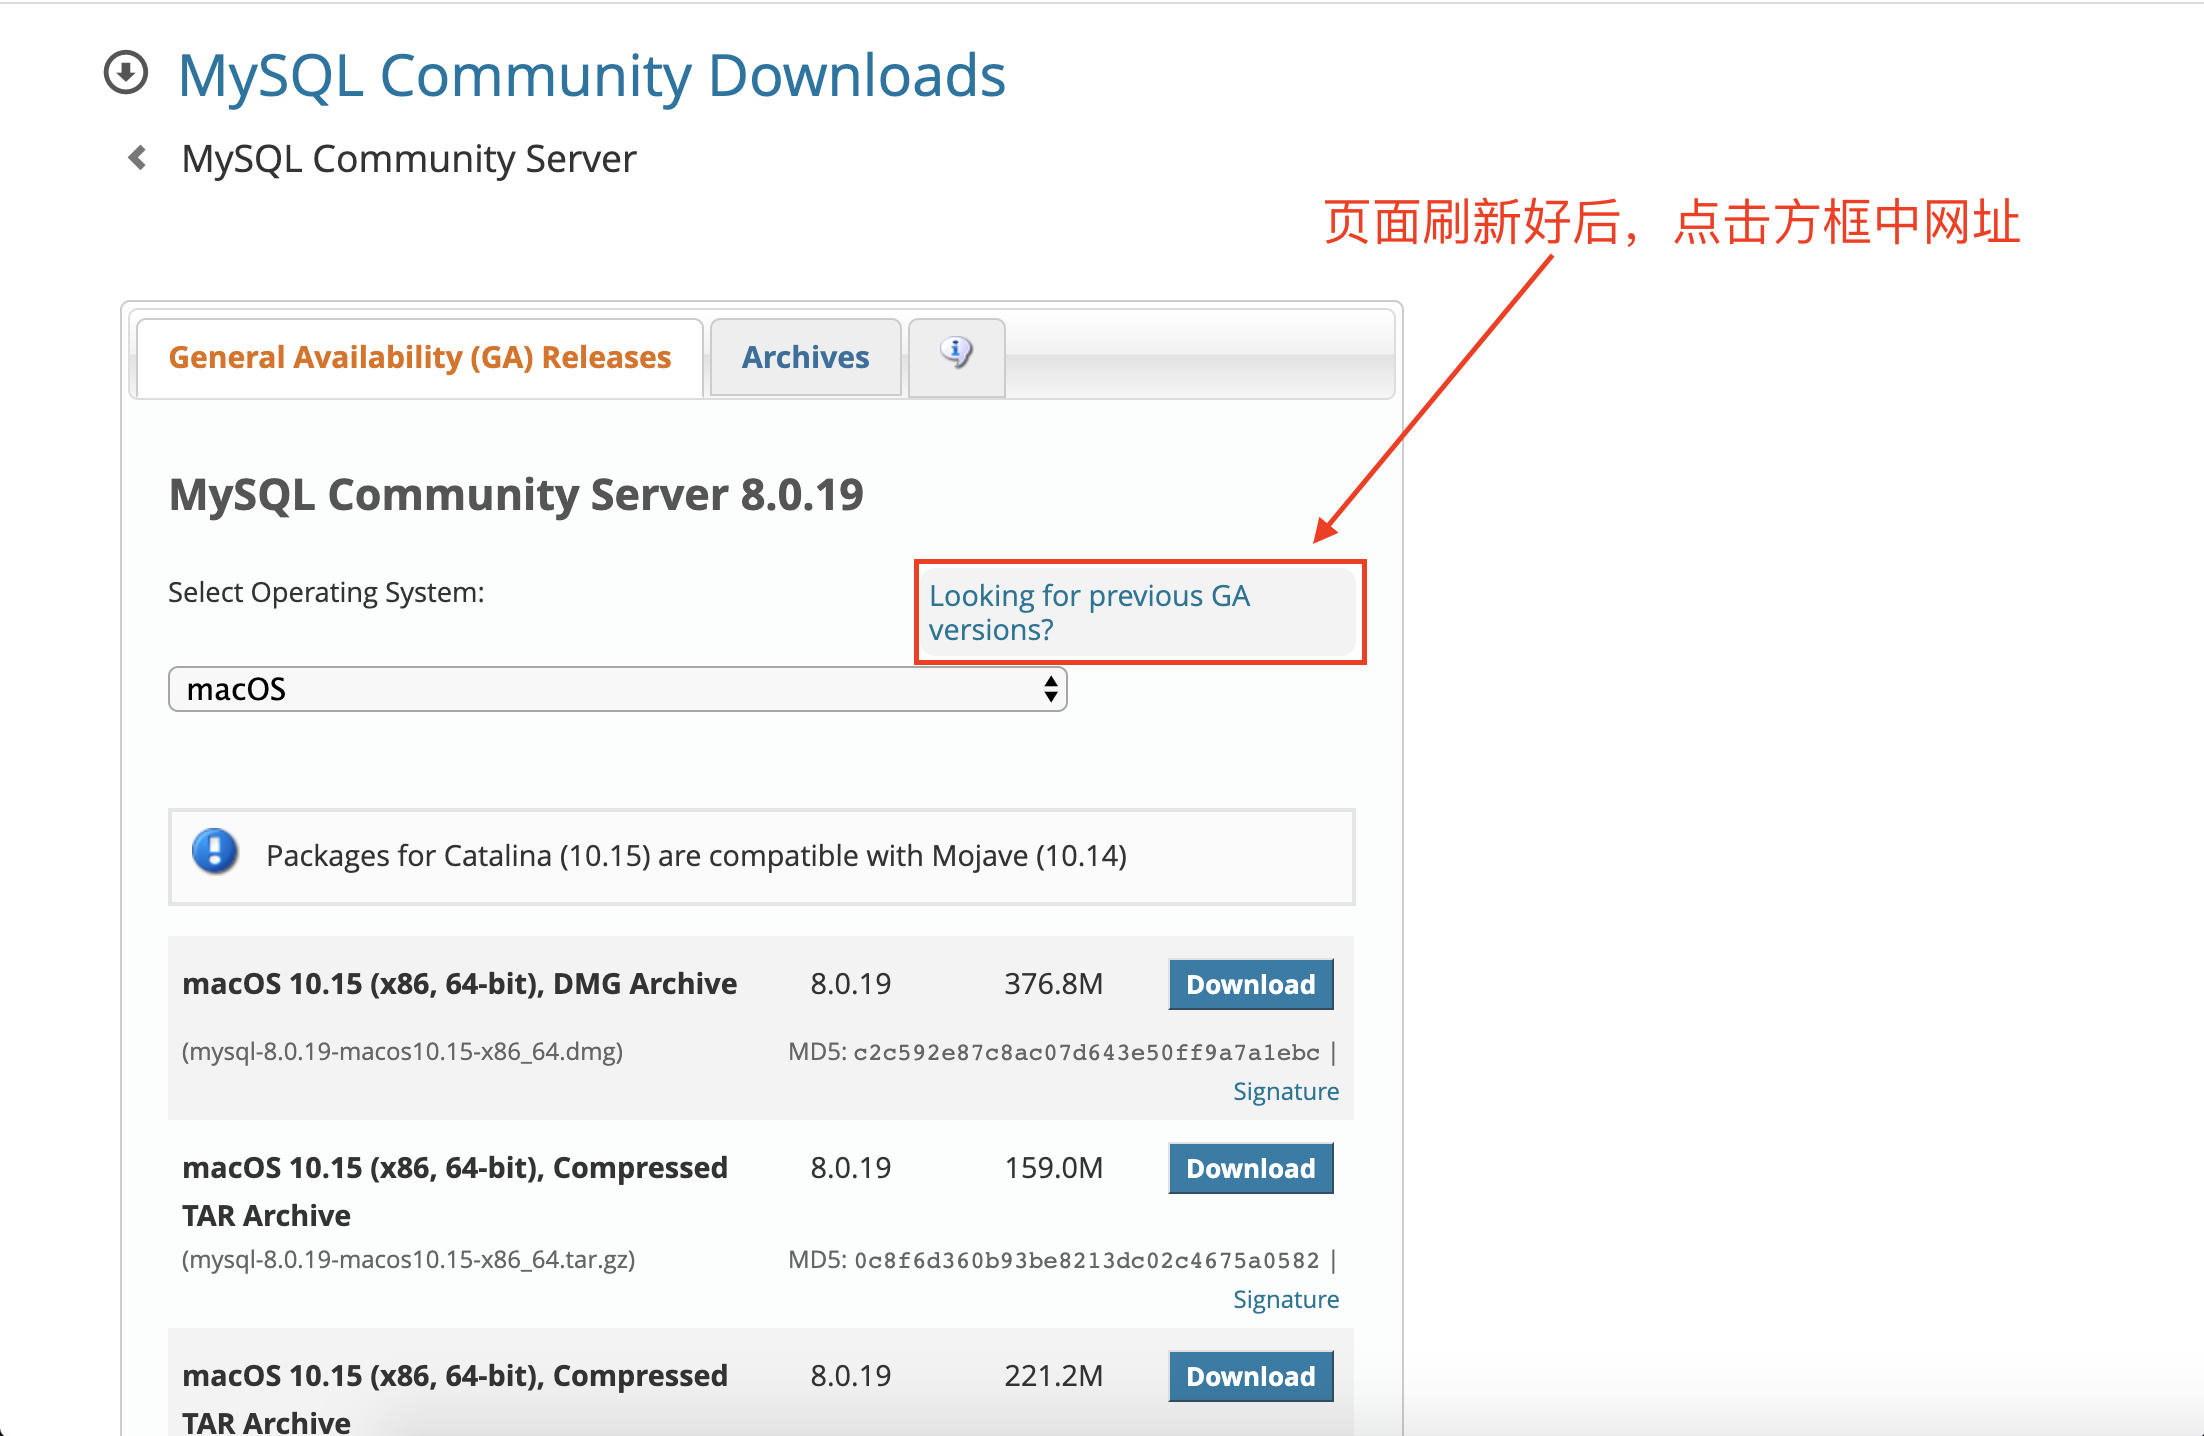 MySQL Community Downloads
MySQL Community Server
页面刷新好后，点击方框中网址
General Availability (GA) Releases
Archives
MySQL Community Server 8.0.19
Select Operating System:
Looking for previous GA
versions?
macOS
Packages for Catalina (10.15) are compatible with Mojave (10.14)
macOS 10.15 (x86, 64-bit), DMG Archive 8.0.19 376.8M Download
(mysql-8.0.19-macos10.15-x86_64.dmg) MD5: c2c592e87c8ac07d643e50ff9a7a1ebc |
Signature
macOS 10.15 (x86, 64-bit), Compressed 8.0.19 159.0M Download
TAR Archive
(mysql-8.0.19-macos10.15-x86_64.tar.gz) MD5: 0c8f6d360b93be8213dc02c4675a0582 |
Signature
macOS 10.15 (x86, 64-bit), Compressed 8.0.19 221.2M Download
TAR Archive